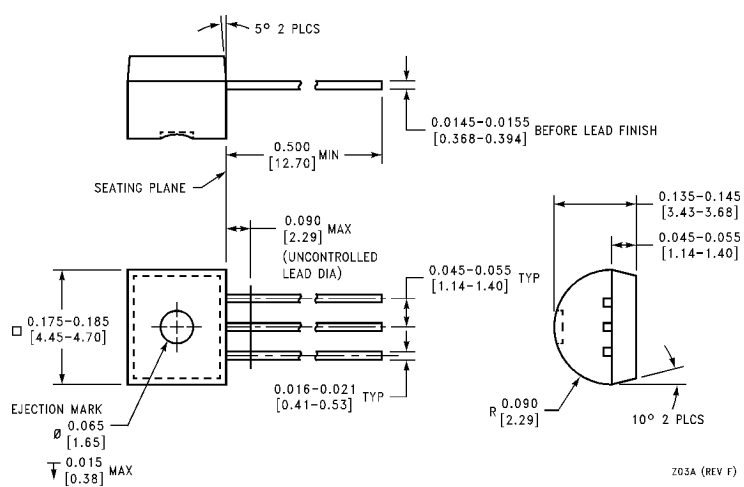 5° 2 PLCS
0.0145-0.0155
[0.368-0.394] BEFORE LEAD FINISH
0.500
[12.70] MIN
SEATING PLANE
0.135-0.145
[3.43-3.68]
0.090
[2.29] MAX
(UNCONTROLLED
LEAD DIA)
0.045-0.055
[1.14-1.40]
0.045-0.055
[1.14-1.40] TYP
0.175-0.185
[4.45-4.70]
0.016-0.021
[0.41-0.53] TYP
EJECTION MARK
Ø 0.065
[1.65]
0.015
[0.38] MAX
R 0.090
[2.29]
10° 2 PLCS
Z03A (REV F)